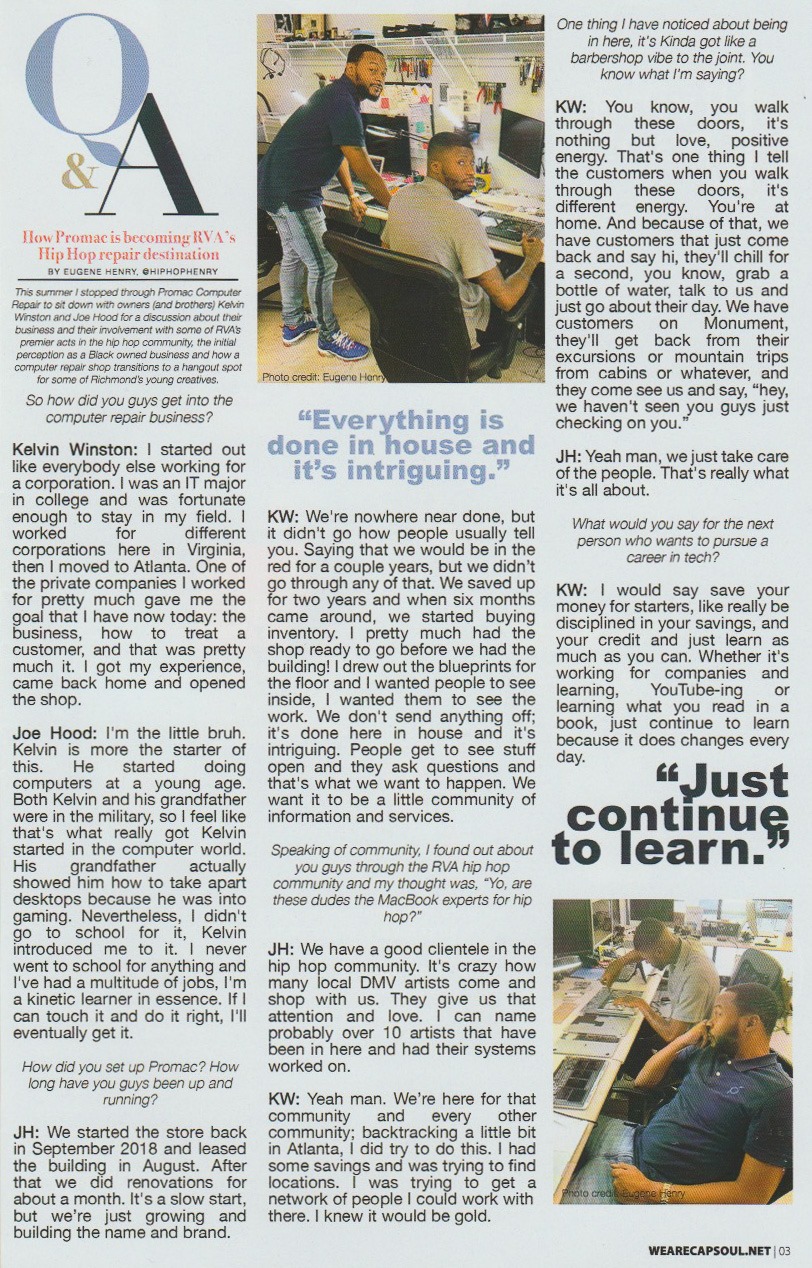 Q
&A
How Promac is becoming RVA's
Hip Hop repair destination
BY EUGENE HENRY, @HIPHOPHENRY
This summer I stopped through Promac Computer
Repair to sit down with owners (and brothers) Kelvin
Winston and Joe Hood for a discussion about their
business and their involvement with some of RVA's
premier acts in the hip hop community, the initial
perception as a Black owned business and how a
computer repair shop transitions to a hangout spot
for some of Richmond's young creatives.
So how did you guys get into the
computer repair business?
Kelvin Winston: I started out
like everybody else working for
a corporation. I was an IT major
in college and was fortunate
enough to stay in my field. I
worked for different
corporations here in Virginia,
then I moved to Atlanta. One of
the private companies I worked
for pretty much gave me the
goal that I have now today: the
business, how to treat a
customer, and that was pretty
much it. I got my experience,
came back home and opened
the shop.
Joe Hood: I'm the little bruh.
Kelvin is more the starter of
this. He started doing
computers at a young age.
Both Kelvin and his grandfather
were in the military, so I feel like
that's what really got Kelvin
started in the computer world.
His grandfather actually
showed him how to take apart
desktops because he was into
gaming. Nevertheless, I didn't
go to school for it, Kelvin
introduced me to it. I never
went to school for anything and
I've had a multitude of jobs, I'm
a kinetic learner in essence. If I
can touch it and do it right, I'll
eventually get it.
How did you set up Promac? How
long have you guys been up and
running?
JH: We started the store back
in September 2018 and leased
the building in August. After
that we did renovations for
about a month. It's a slow start,
but we're just growing and
building the name and brand.
Photo credit: Eugene Henry
“Everything is
done in house and
it's intriguing.”
KW: We're nowhere near done, but
it didn't go how people usually tell
you. Saying that we would be in the
red for a couple years, but we didn't
go through any of that. We saved up
for two years and when six months
came around, we started buying
inventory. I pretty much had the
shop ready to go before we had the
building! I drew out the blueprints for
the floor and I wanted people to see
inside, I wanted them to see the
work. We don't send anything off;
it's done here in house and it's
intriguing. People get to see stuff
open and they ask questions and
that's what we want to happen. We
want it to be a little community of
information and services.
Speaking of community, I found out about
you guys through the RVA hip hop
community and my thought was, “Yo, are
these dudes the MacBook experts for hip
hop?”
JH: We have a good clientele in the
hip hop community. It's crazy how
many local DMV artists come and
shop with us. They give us that
attention and love. I can name
probably over 10 artists that have
been in here and had their systems
worked on.
KW: Yeah man. We're here for that
community and every other
community; backtracking a little bit
in Atlanta, I did try to do this. I had
some savings and was trying to find
locations. I was trying to get a
network of people I could work with
there. I knew it would be gold.
One thing I have noticed about being
in here, it's Kinda got like a
barbershop vibe to the joint. You
know what I'm saying?
KW: You know, you walk
through these doors, it's
nothing but love, positive
energy. That's one thing I tell
the customers when you walk
through these doors, it's
different energy. You're at
home. And because of that, we
have customers that just come
back and say hi, they'll chill for
a second, you know, grab a
bottle of water, talk to us and
just go about their day. We have
customers on Monument,
they'll get back from their
excursions or mountain trips
from cabins or whatever, and
they come see us and say, “hey,
we haven't seen you guys just
checking on you.”
JH: Yeah man, we just take care
of the people. That's really what
it's all about.
What would you say for the next
person who wants to pursue a
career in tech?
KW: I would say save your
money for starters, like really be
disciplined in your savings, and
your credit and just learn as
much as you can. Whether it's
working for companies and
learning, YouTube-ing or
learning what you read in a
book, just continue to learn
because it does changes every
day.
“Just
continue
to learn.”
Photo credit: Eugene Henry
WEARECAPSOUL.NET | 03